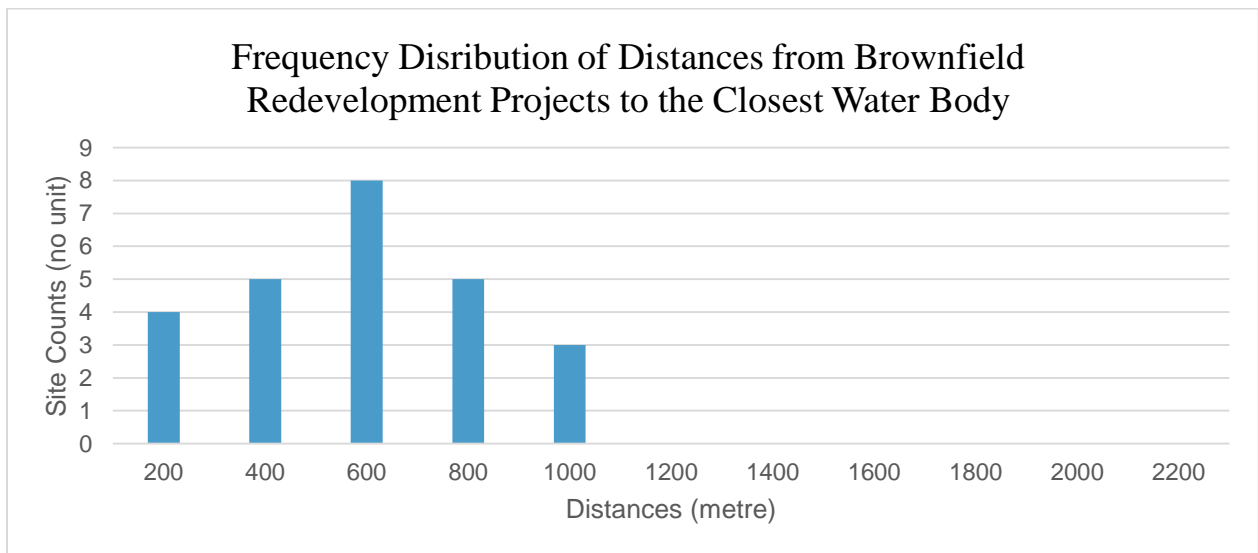 Frequency Disribution of Distances from Brownfield
Redevelopment Projects to the Closest Water Body
9
8
7
6
5
4
3
2
1
0
Site Counts (no unit)
200 400 600 800 1000 1200 1400 1600 1800 2000 2200
Distances (metre)